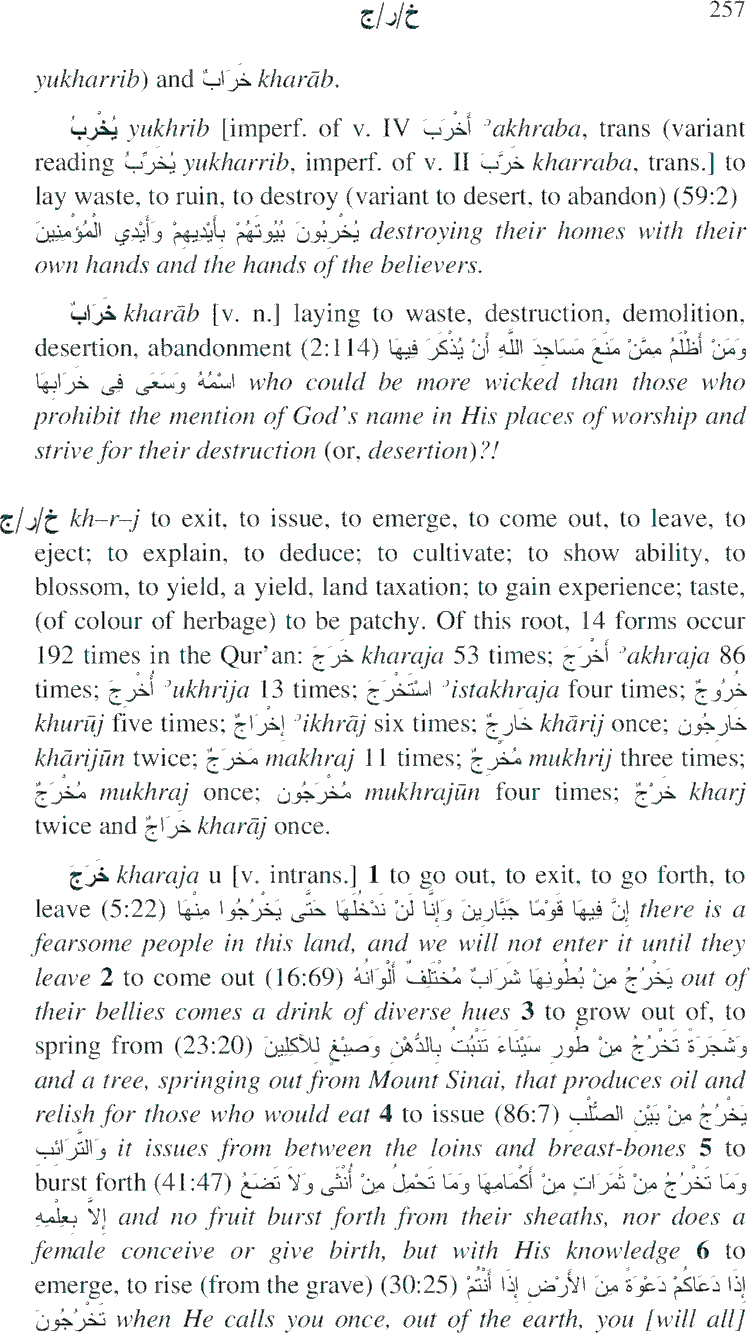 خ/ر/ج 257
yukharrib) and خَرَابٌ kharāb.
يُخْرِبُ yukhrib [imperf. of v. IV أَخْرَبَ ʾakhraba, trans (variant
reading يُخَرِّبُ yukharrib, imperf. of v. II خَرَّبَ kharraba, trans.] to
lay waste, to ruin, to destroy (variant to desert, to abandon) (59:2)
يُخْرِبُونَ بُيُوتَهُمْ بِأَيْدِيهِمْ وَأَيْدِي الْمُؤْمِنِينَ destroying their homes with their
own hands and the hands of the believers.
خَرَابٌ kharāb [v. n.] laying to waste, destruction, demolition,
desertion, abandonment (2:114) وَمَنْ أَظْلَمُ مِمَّنْ مَنَعَ مَسَاجِدَ اللَّهِ أَنْ يُذْكَرَ فِيهَا
اسْمُهُ وَسَعَى فِى خَرَابِهَا who could be more wicked than those who
prohibit the mention of God's name in His places of worship and
strive for their destruction (or, desertion)?!
خ/ر/ج kh–r–j to exit, to issue, to emerge, to come out, to leave, to
eject; to explain, to deduce; to cultivate; to show ability, to
blossom, to yield, a yield, land taxation; to gain experience; taste,
(of colour of herbage) to be patchy. Of this root, 14 forms occur
192 times in the Qur'an: خَرَجَ kharaja 53 times; أَخْرَجَ ʾakhraja 86
times; أُخْرِجَ ʾukhrija 13 times; اسْتَخْرَجَ ʾistakhraja four times; خُرُوجٌ
khurūj five times; إِخْرَاجٌ ʾikhrāj six times; خَارِجٌ khārij once; خَارِجُون
khārijūn twice; مَخرَجٌ makhraj 11 times; مُخْرِجٌ mukhrij three times;
مُخْرَجٌ mukhraj once; مُخْرَجُون mukhrajūn four times; خَرْجٌ kharj
twice and خَرَاجٌ kharāj once.
خَرَجَ kharaja u [v. intrans.] 1 to go out, to exit, to go forth, to
leave (5:22) إِنَّ فِيهَا قَوْمًا جَبَّارِينَ وَإِنَّا لَنْ نَدْخُلَهَا حَتَّى يَخْرُجُوا مِنْهَا there is a
fearsome people in this land, and we will not enter it until they
leave 2 to come out (16:69) يَخْرُجُ مِنْ بُطُونِهَا شَرَابٌ مُخْتَلِفٌ أَلْوَانُهُ out of
their bellies comes a drink of diverse hues 3 to grow out of, to
spring from (23:20) وَشَجَرَةً تَخْرُجُ مِنْ طُورِ سَيْنَاءَ تَنْبُتُ بِالدُّهْنِ وَصِبْغٍ لِلآكِلِينَ
and a tree, springing out from Mount Sinai, that produces oil and
relish for those who would eat 4 to issue (86:7) يَخْرُجُ مِنْ بَيْنِ الصُّلْبِ
وَالتَّرَائِبِ it issues from between the loins and breast-bones 5 to
burst forth (41:47) وَمَا تَخْرُجُ مِنْ ثَمَرَاتٍ مِنْ أَكْمَامِهَا وَمَا تَحْمِلُ مِنْ أُنْثَى وَلاَ تَضَعُ
إِلاَّ بِعِلْمِهِ and no fruit burst forth from their sheaths, nor does a
female conceive or give birth, but with His knowledge 6 to
emerge, to rise (from the grave) (30:25) إِذَا دَعَاكُمْ دَعْوَةً مِنَ الأَرْضِ إِذَا أَنْتُمْ
تَخْرُجُونَ when He calls you once, out of the earth, you [will all]